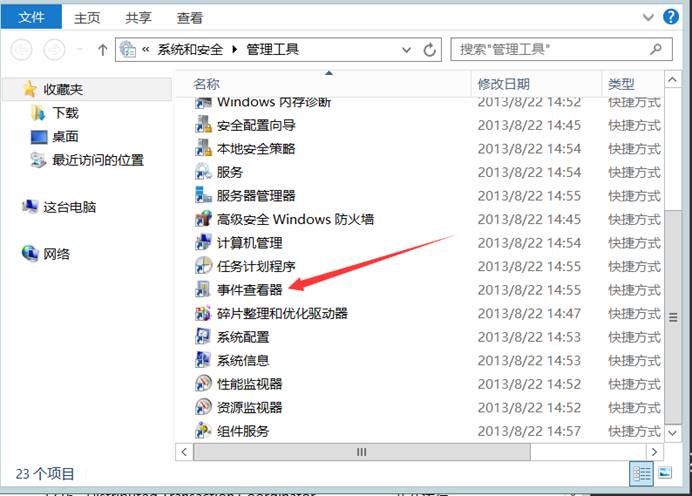 文件 主页 共享 查看
« 系统和安全 管理工具 搜索"管理工具"
收藏夹
下载
桌面
最近访问的位置
这台电脑
网络
名称 修改日期 类型
Windows 内存诊断 2013/8/22 14:52 快捷方式
安全配置向导 2013/8/22 14:45 快捷方式
本地安全策略 2013/8/22 14:54 快捷方式
服务 2013/8/22 14:54 快捷方式
服务器管理器 2013/8/22 14:55 快捷方式
高级安全 Windows 防火墙 2013/8/22 14:45 快捷方式
计算机管理 2013/8/22 14:54 快捷方式
任务计划程序 2013/8/22 14:55 快捷方式
事件查看器 2013/8/22 14:55 快捷方式
碎片整理和优化驱动器 2013/8/22 14:47 快捷方式
系统配置 2013/8/22 14:53 快捷方式
系统信息 2013/8/22 14:53 快捷方式
性能监视器 2013/8/22 14:52 快捷方式
资源监视器 2013/8/22 14:52 快捷方式
组件服务 2013/8/22 14:57 快捷方式
23 个项目
Distributed Transaction Coordinator